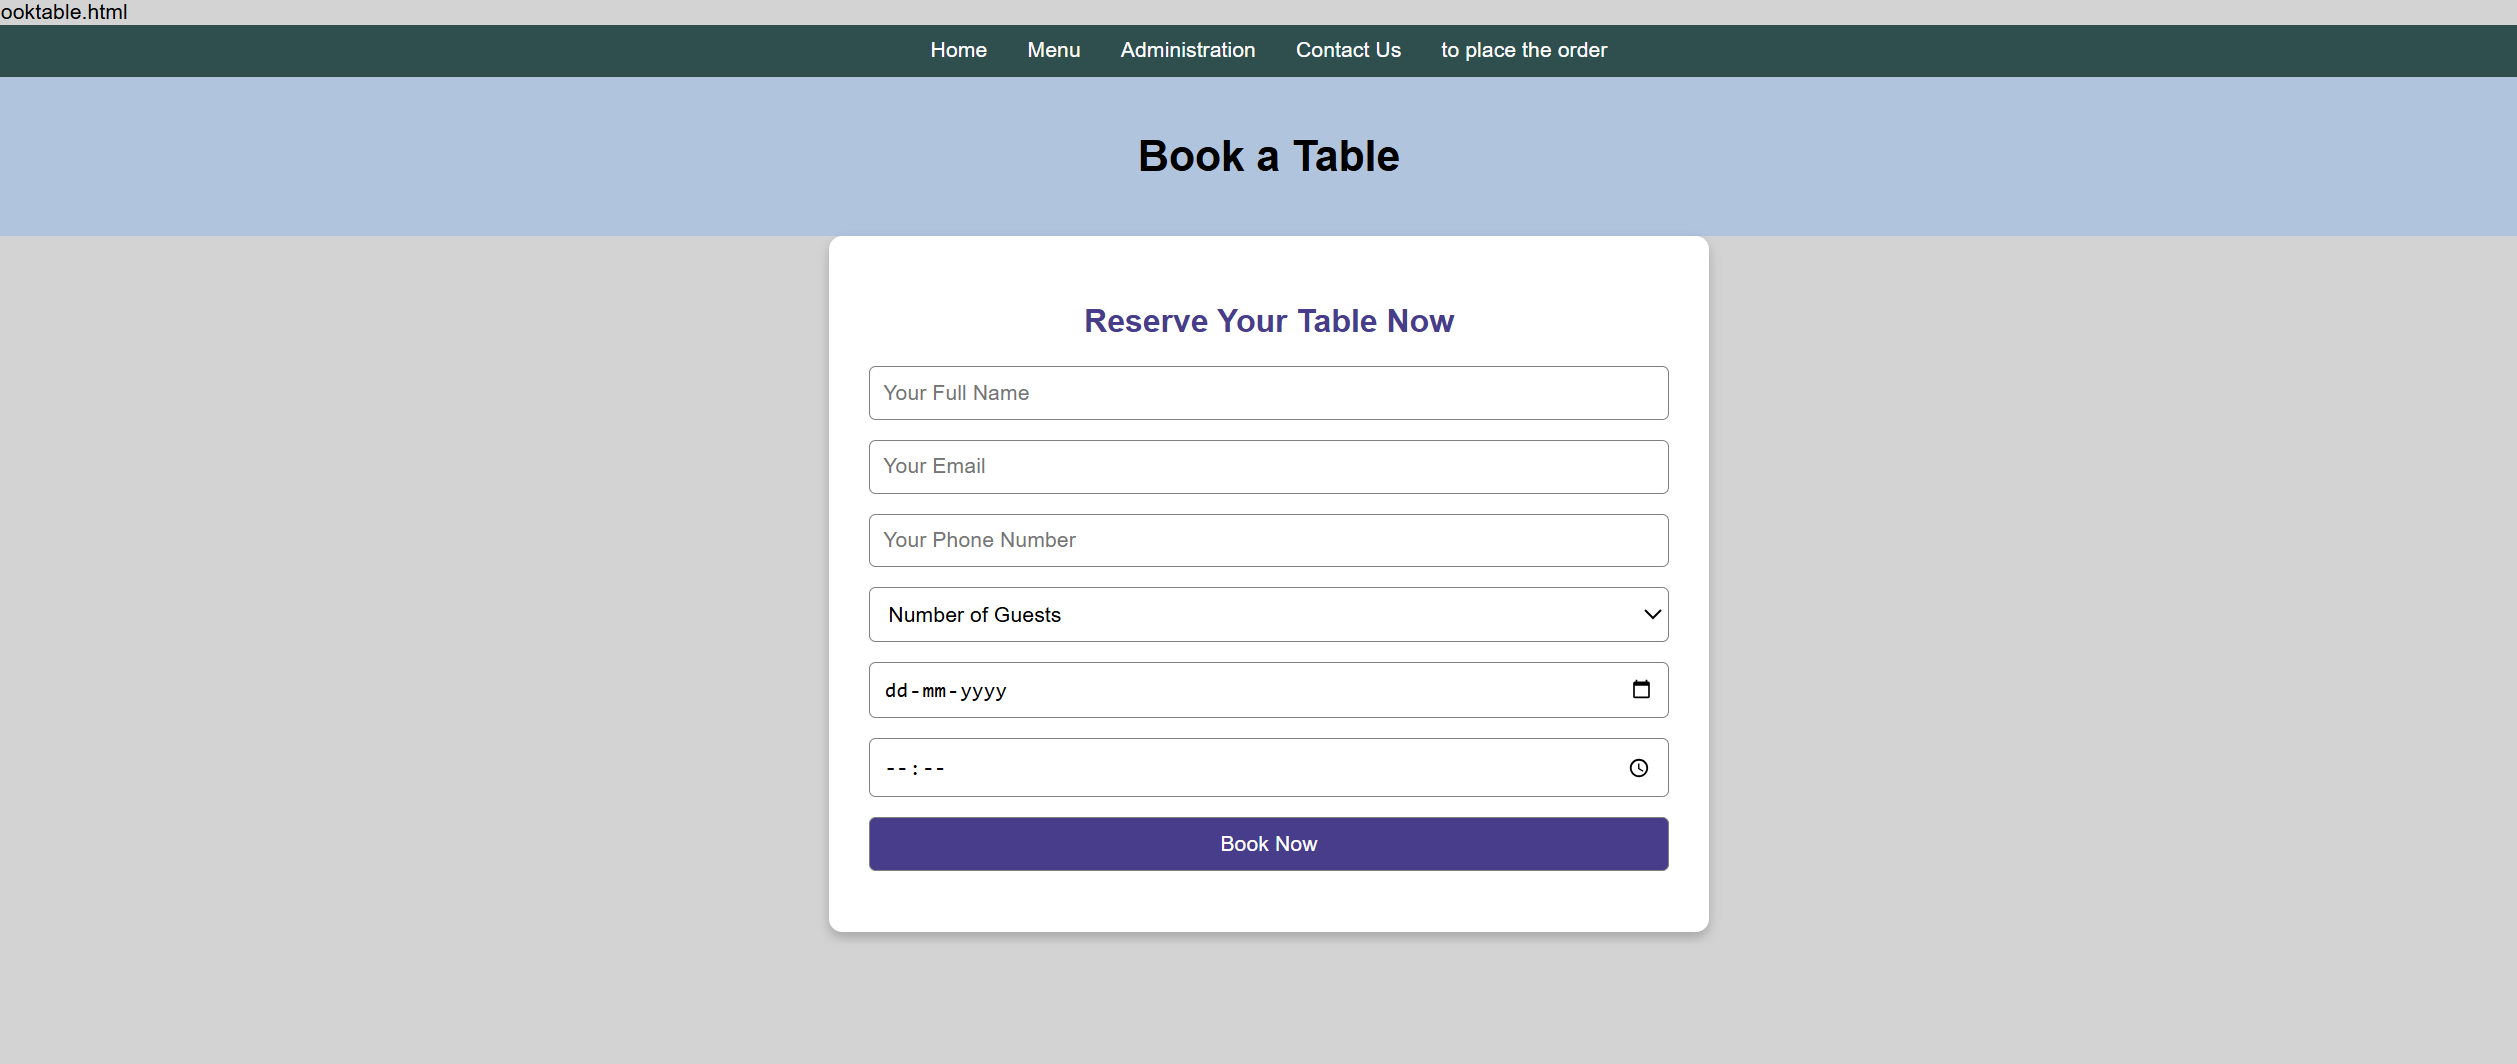 ooktable.html
Home Menu Administration Contact Us to place the order
Book a Table
Reserve Your Table Now
Your Full Name
Your Email
Your Phone Number
Number of Guests
dd-mm-yyyy
--:--
Book Now